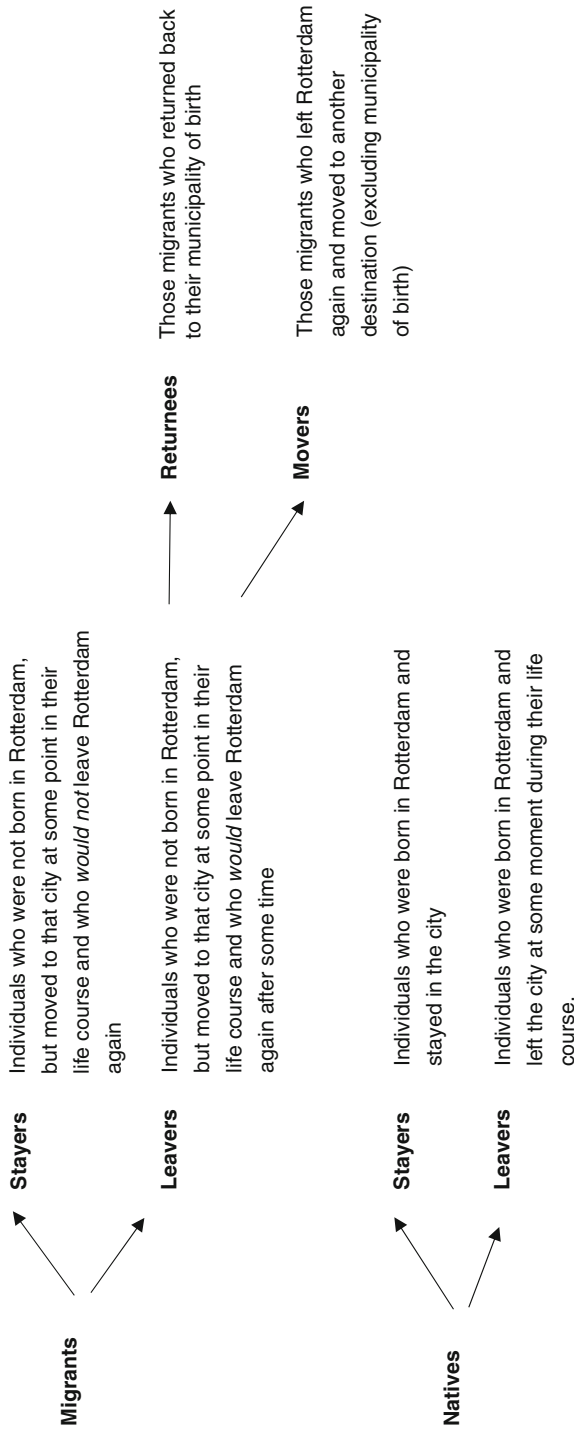 Migrants
Stayers
Individuals who were not born in Rotterdam,
but moved to that city at some point in their
life course and who would not leave Rotterdam
again
Leavers
Individuals who were not born in Rotterdam,
but moved to that city at some point in their
life course and who would leave Rotterdam
again after some time
Returnees
Those migrants who returned back
to their municipality of birth
Movers
Those migrants who left Rotterdam
again and moved to another
destination (excluding municipality
of birth)
Natives
Stayers
Individuals who were born in Rotterdam and
stayed in the city
Leavers
Individuals who were born in Rotterdam and
left the city at some moment during their life
course.